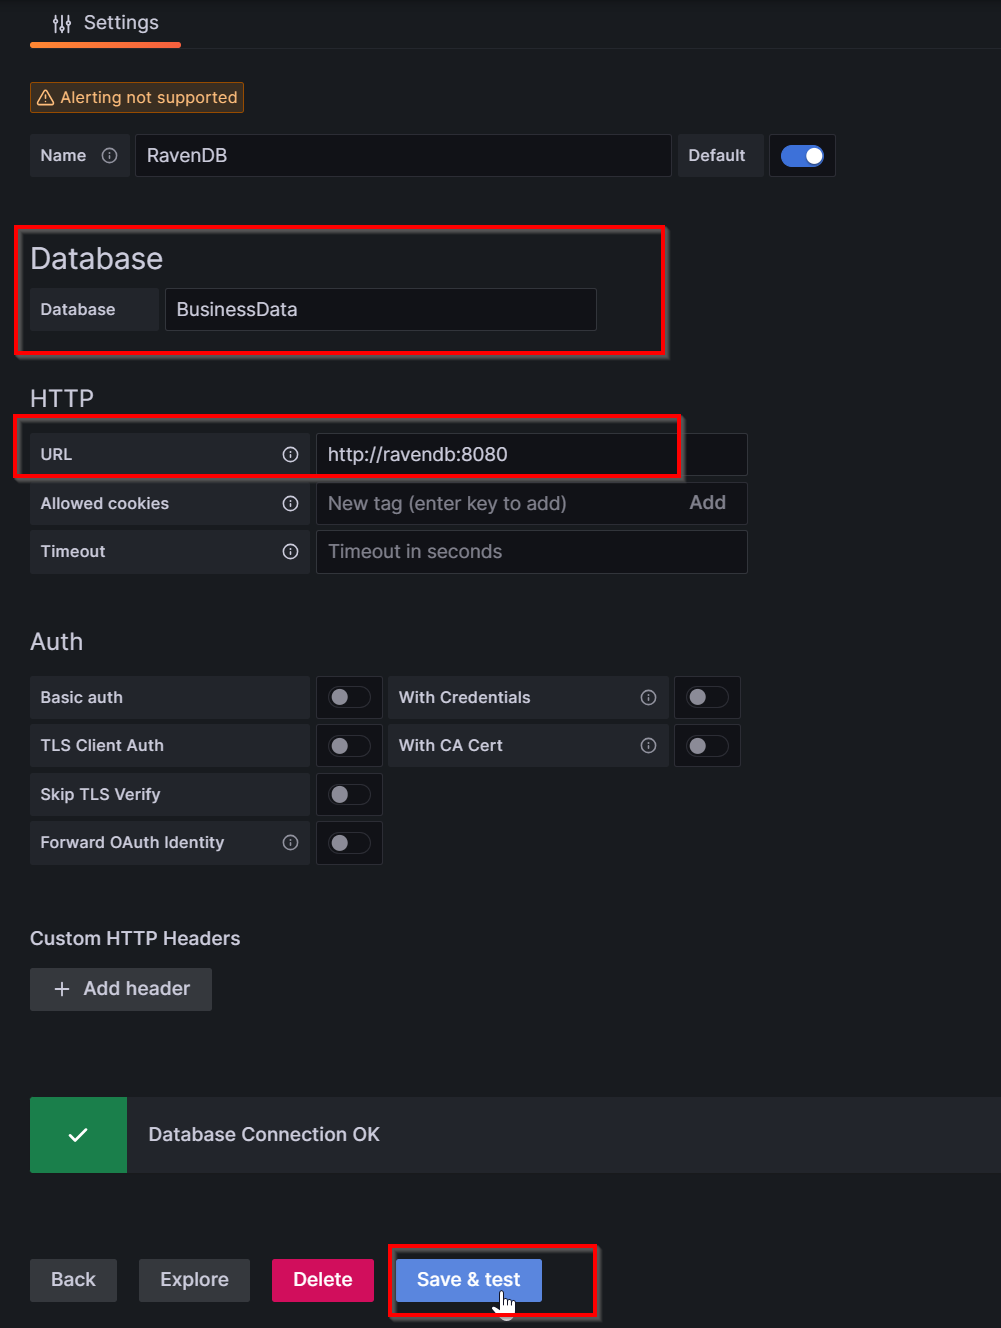 Settings
Alerting not supported
Name RavenDB Default
Database
Database BusinessData
HTTP
URL http://ravendb:8080
Allowed cookies New tag (enter key to add) Add
Timeout Timeout in seconds
Auth
Basic auth With Credentials
TLS Client Auth With CA Cert
Skip TLS Verify
Forward OAuth Identity
Custom HTTP Headers
+ Add header
Database Connection OK
Back Explore Delete Save & test